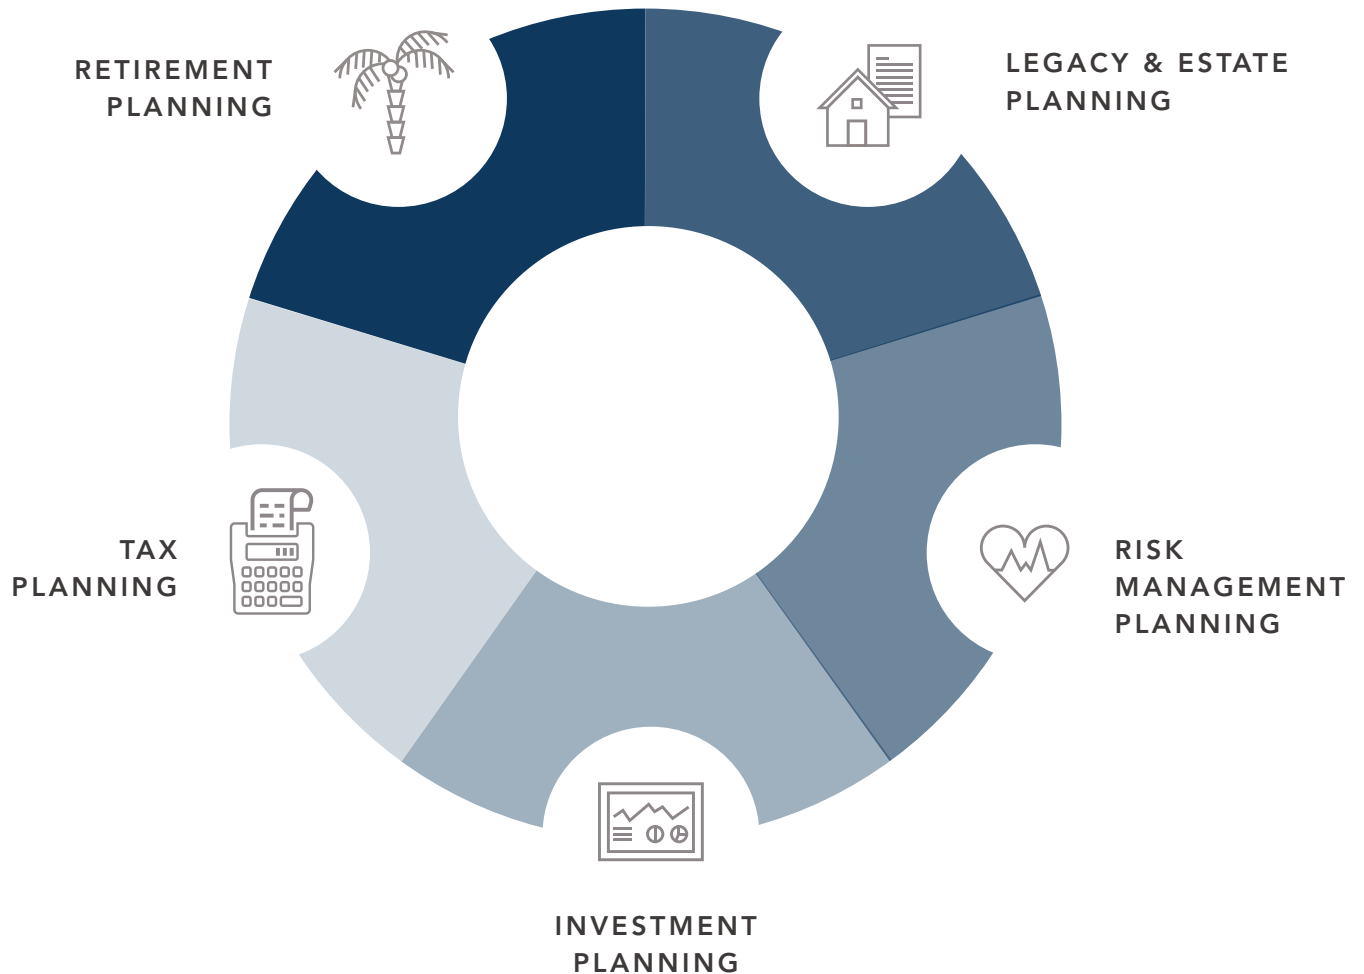 RETIREMENT
PLANNING
LEGACY & ESTATE
PLANNING
TAX
PLANNING
RISK
MANAGEMENT
PLANNING
INVESTMENT
PLANNING